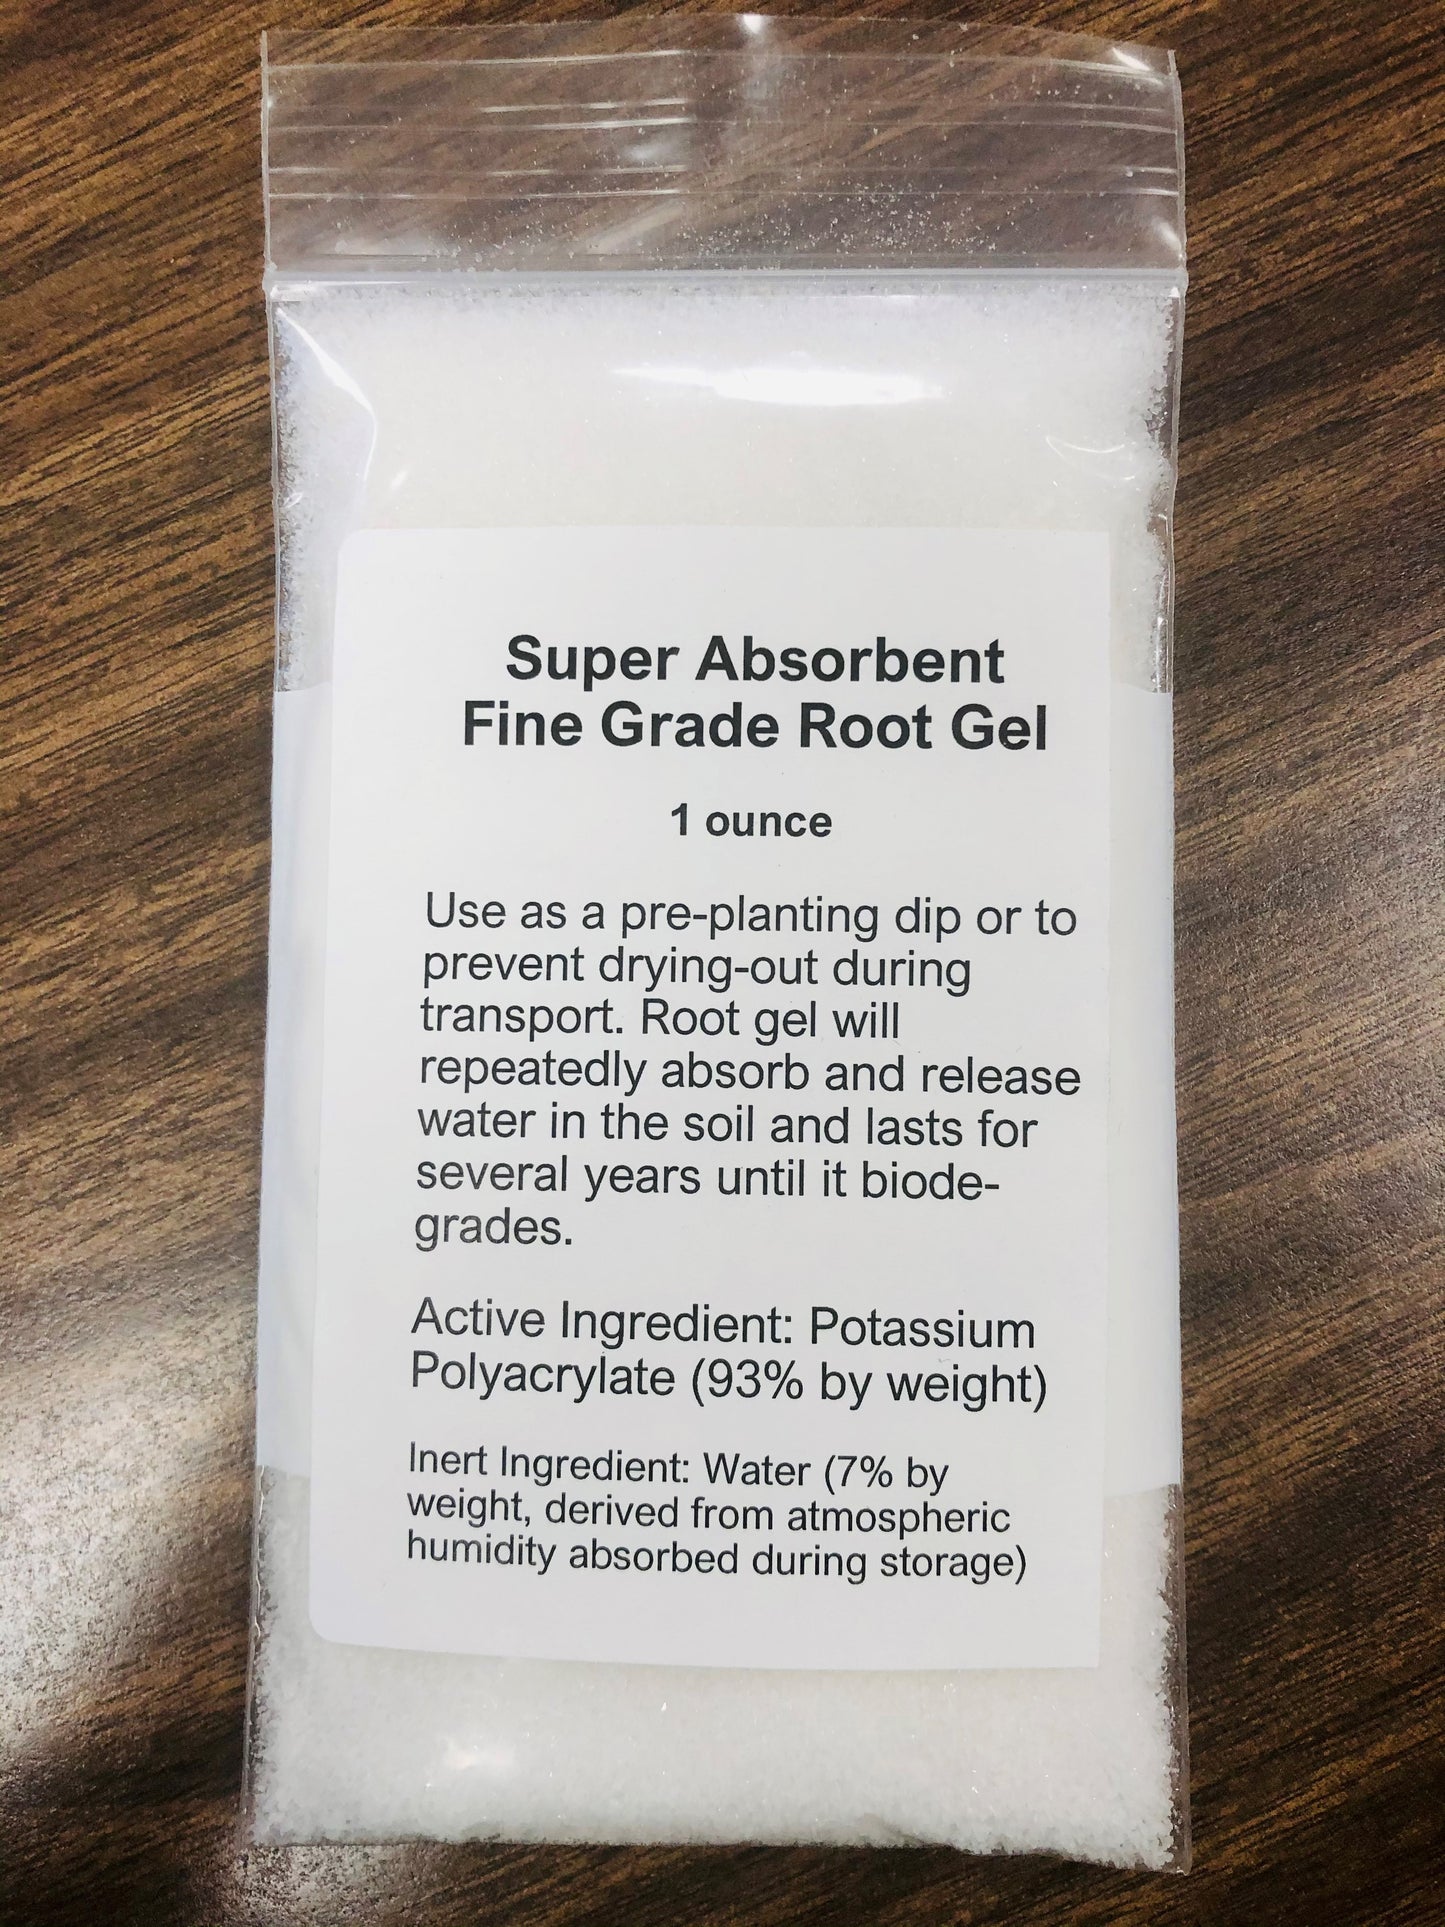 Super Absorbent
Fine Grade Root Gel
1 ounce
Use as a pre-planting dip or to
prevent drying-out during
transport. Root gel will
repeatedly absorb and release
water in the soil and lasts for
several years until it biode-
grades.
Active Ingredient: Potassium
Polyacrylate (93% by weight)
Inert Ingredient: Water (7% by
weight, derived from atmospheric
humidity absorbed during storage)